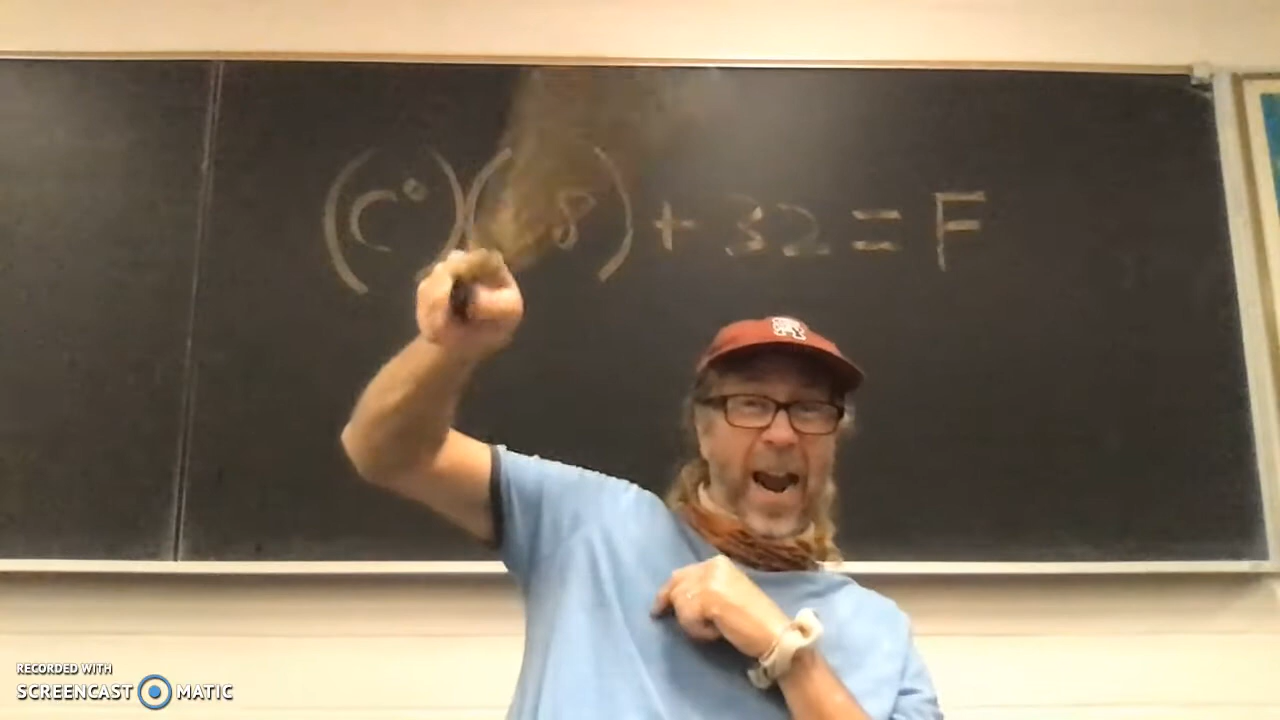 (C°)( 8) + 32 = F
R
RECORDED WITH
SCREENCAST MATIC